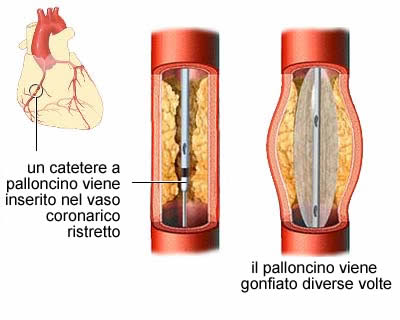 un catetere a
palloncino viene
inserito nel vaso
coronarico
ristretto
il palloncino viene
gonfiato diverse volte